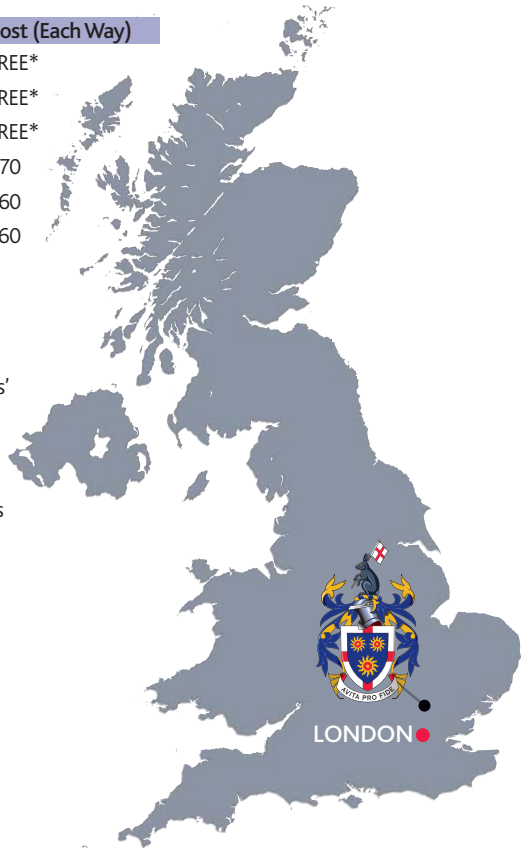 ost (Each Way)
REE*
REE*
REE*
70
60
60
s'
s
AVITA PRO FIDE
LONDON